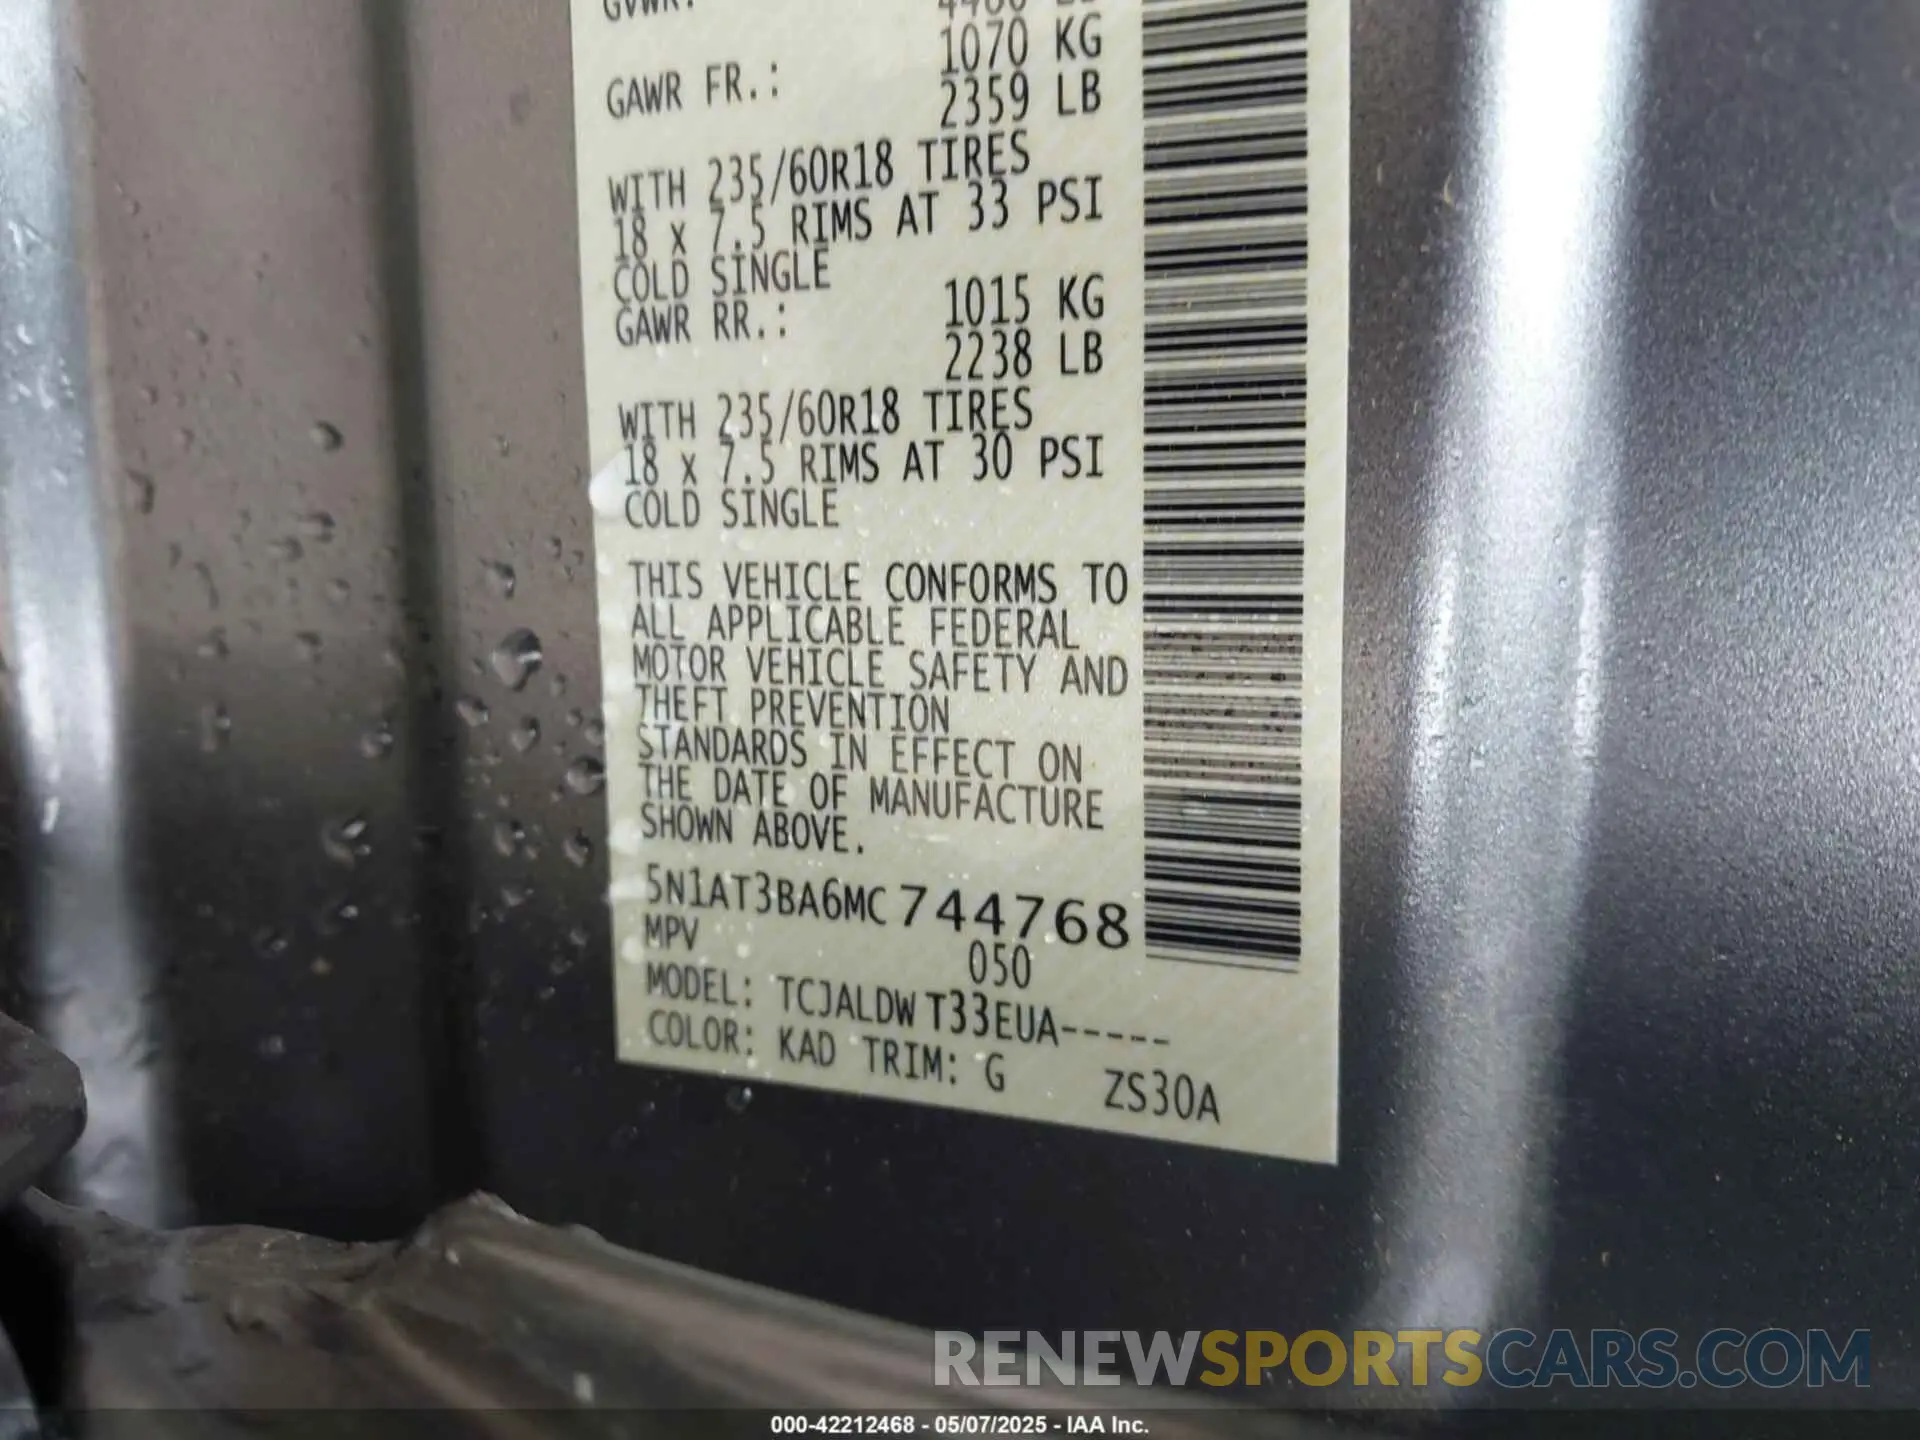 GVWR:
1070 KG
GAWR FR.:
2359 LB
WITH 235/60R18 TIRES
18 x 7.5 RIMS AT 33 PSI
COLD SINGLE
GAWR RR.:
1015 KG
2238 LB
WITH 235/60R18 TIRES
18 x 7.5 RIMS AT 30 PSI
COLD SINGLE
THIS VEHICLE CONFORMS TO
ALL APPLICABLE FEDERAL
MOTOR VEHICLE SAFETY AND
THEFT PREVENTION
STANDARDS IN EFFECT ON
THE DATE OF MANUFACTURE
SHOWN ABOVE.
5N1AT3BA6MC744768
MPV 050
MODEL: TCJALDW T33EUA-----
COLOR: KAD TRIM: G ZS30A
RENEWSPORTSCARS.COM
000-42212468 - 05/07/2025 - IAA Inc.